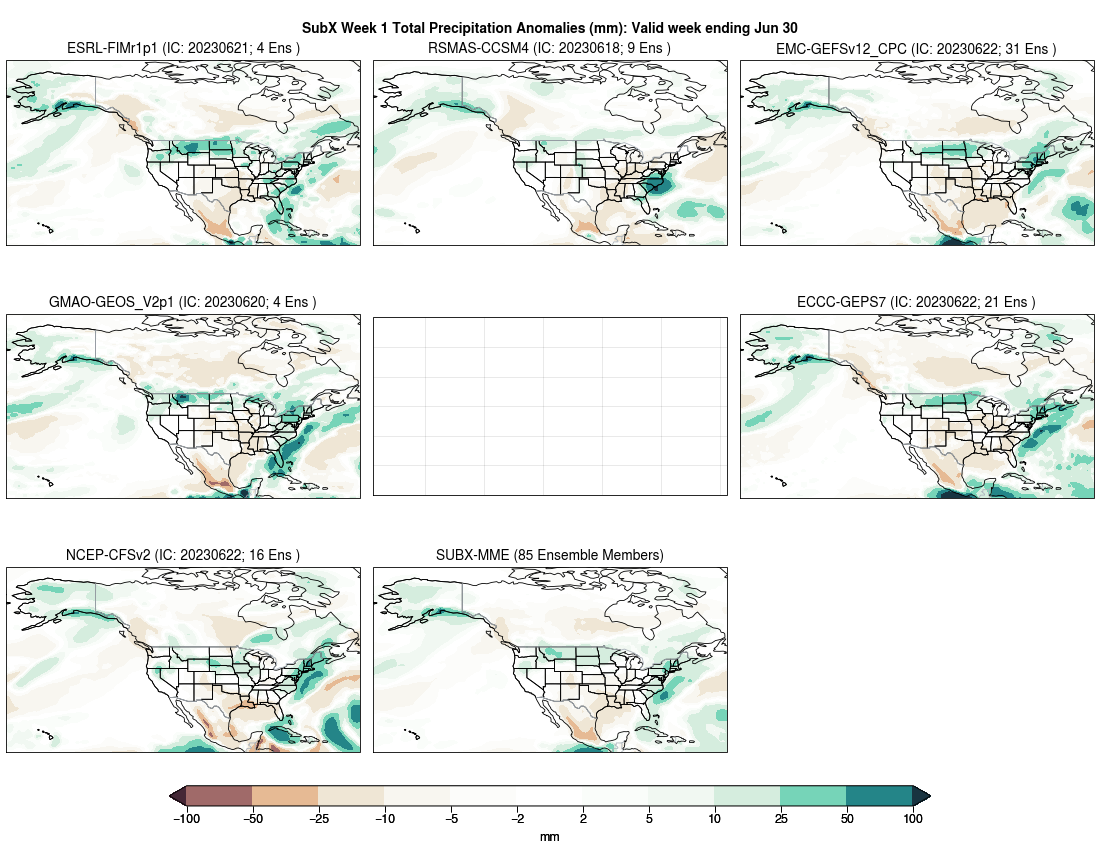 SubX Week 1 Total Precipitation Anomalies (mm): Valid week ending Jun 30
ESRL-FIMr1p1 (IC: 20230621; 4 Ens )
RSMAS-CCSM4 (IC: 20230618; 9 Ens )
EMC-GEFSv12_CPC (IC: 20230622; 31 Ens )
GMAO-GEOS_V2p1 (IC: 20230620; 4 Ens )
ECCC-GEPS7 (IC: 20230622; 21 Ens )
NCEP-CFSv2 (IC: 20230622; 16 Ens )
SUBX-MME (85 Ensemble Members)
−100 −50 −25 −10 −5 −2 2 5 10 25 50 100
mm